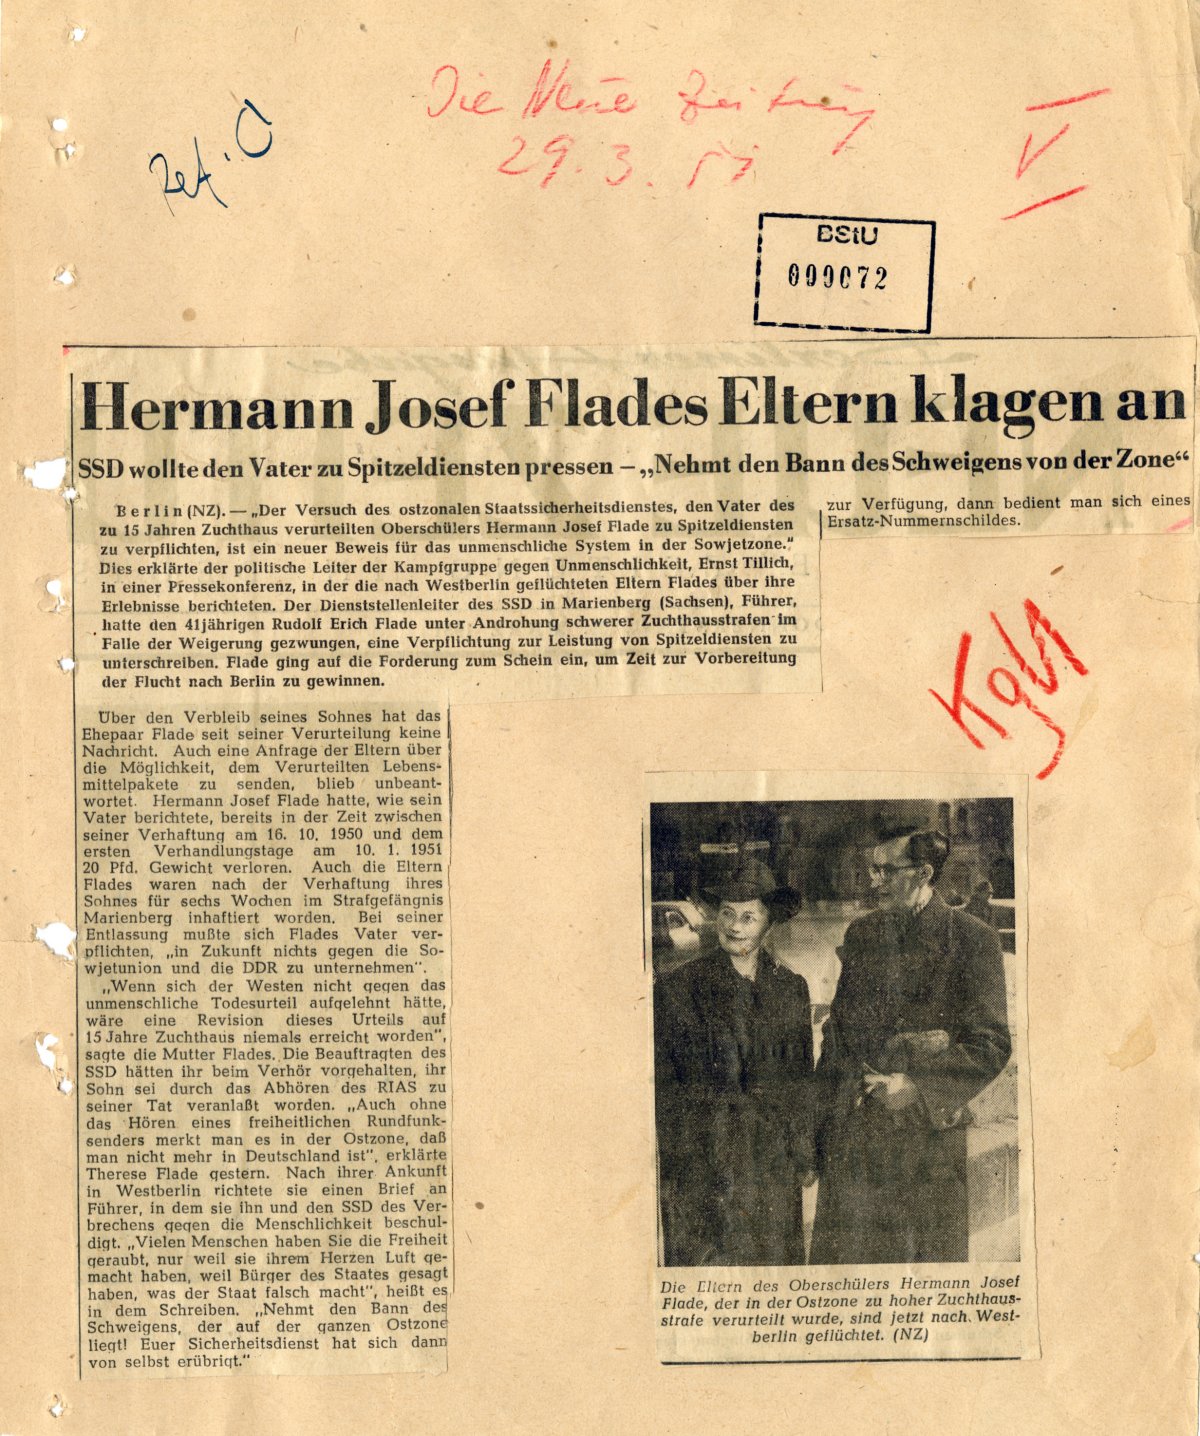 Die Neue Zeitung
29.3.51
V
Ref. C
BStU
000072
Hermann Josef Flades Eltern klagen an
SSD wollte den Vater zu Spitzeldiensten pressen – „Nehmt den Bann des Schweigens von der Zone“
Berlin (NZ). — „Der Versuch des ostzonalen Staatssicherheitsdienstes, den Vater des
zu 15 Jahren Zuchthaus verurteilten Oberschülers Hermann Josef Flade zu Spitzeldiensten
zu verpflichten, ist ein neuer Beweis für das unmenschliche System in der Sowjetzone.“
Dies erklärte der politische Leiter der Kampfgruppe gegen Unmenschlichkeit, Ernst Tillich,
in einer Pressekonferenz, in der die nach Westberlin geflüchteten Eltern Flades über ihre
Erlebnisse berichteten. Der Dienststellenleiter des SSD in Marienberg (Sachsen), Führer,
hatte den 41jährigen Rudolf Erich Flade unter Androhung schwerer Zuchthausstrafen im
Falle der Weigerung gezwungen, eine Verpflichtung zur Leistung von Spitzeldiensten zu
unterschreiben. Flade ging auf die Forderung zum Schein ein, um Zeit zur Vorbereitung
der Flucht nach Berlin zu gewinnen.
zur Verfügung, dann bedient man sich eines
Ersatz-Nummernschildes.
KgU
Über den Verbleib seines Sohnes hat das
Ehepaar Flade seit seiner Verurteilung keine
Nachricht. Auch eine Anfrage der Eltern über
die Möglichkeit, dem Verurteilten Lebens-
mittelpakete zu senden, blieb unbeant-
wortet. Hermann Josef Flade hatte, wie sein
Vater berichtete, bereits in der Zeit zwischen
seiner Verhaftung am 16. 10. 1950 und dem
ersten Verhandlungstage am 10. 1. 1951
20 Pfd. Gewicht verloren. Auch die Eltern
Flades waren nach der Verhaftung ihres
Sohnes für sechs Wochen im Strafgefängnis
Marienberg inhaftiert worden. Bei seiner
Entlassung mußte sich Flades Vater ver-
pflichten, „in Zukunft nichts gegen die So-
wjetunion und die DDR zu unternehmen“.
„Wenn sich der Westen nicht gegen das
unmenschliche Todesurteil aufgelehnt hätte,
wäre eine Revision dieses Urteils auf
15 Jahre Zuchthaus niemals erreicht worden“,
sagte die Mutter Flades. Die Beauftragten des
SSD hätten ihr beim Verhör vorgehalten, ihr
Sohn sei durch das Abhören des RIAS zu
seiner Tat veranlaßt worden. „Auch ohne
das Hören eines freiheitlichen Rundfunk-
senders merkt man es in der Ostzone, daß
man nicht mehr in Deutschland ist“, erklärte
Therese Flade gestern. Nach ihrer Ankunft
in Westberlin richtete sie einen Brief an
Führer, in dem sie ihn und den SSD des Ver-
brechens gegen die Menschlichkeit beschul-
digt. „Vielen Menschen haben Sie die Freiheit
geraubt, nur weil sie ihrem Herzen Luft ge-
macht haben, weil Bürger des Staates gesagt
haben, was der Staat falsch macht“, heißt es
in dem Schreiben. „Nehmt den Bann des
Schweigens, der auf der ganzen Ostzone
liegt! Euer Sicherheitsdienst hat sich dann
von selbst erübrigt.“
Die Eltern des Oberschülers Hermann Josef
Flade, der in der Ostzone zu hoher Zuchthaus-
strafe verurteilt wurde, sind jetzt nach West-
berlin geflüchtet. (NZ)